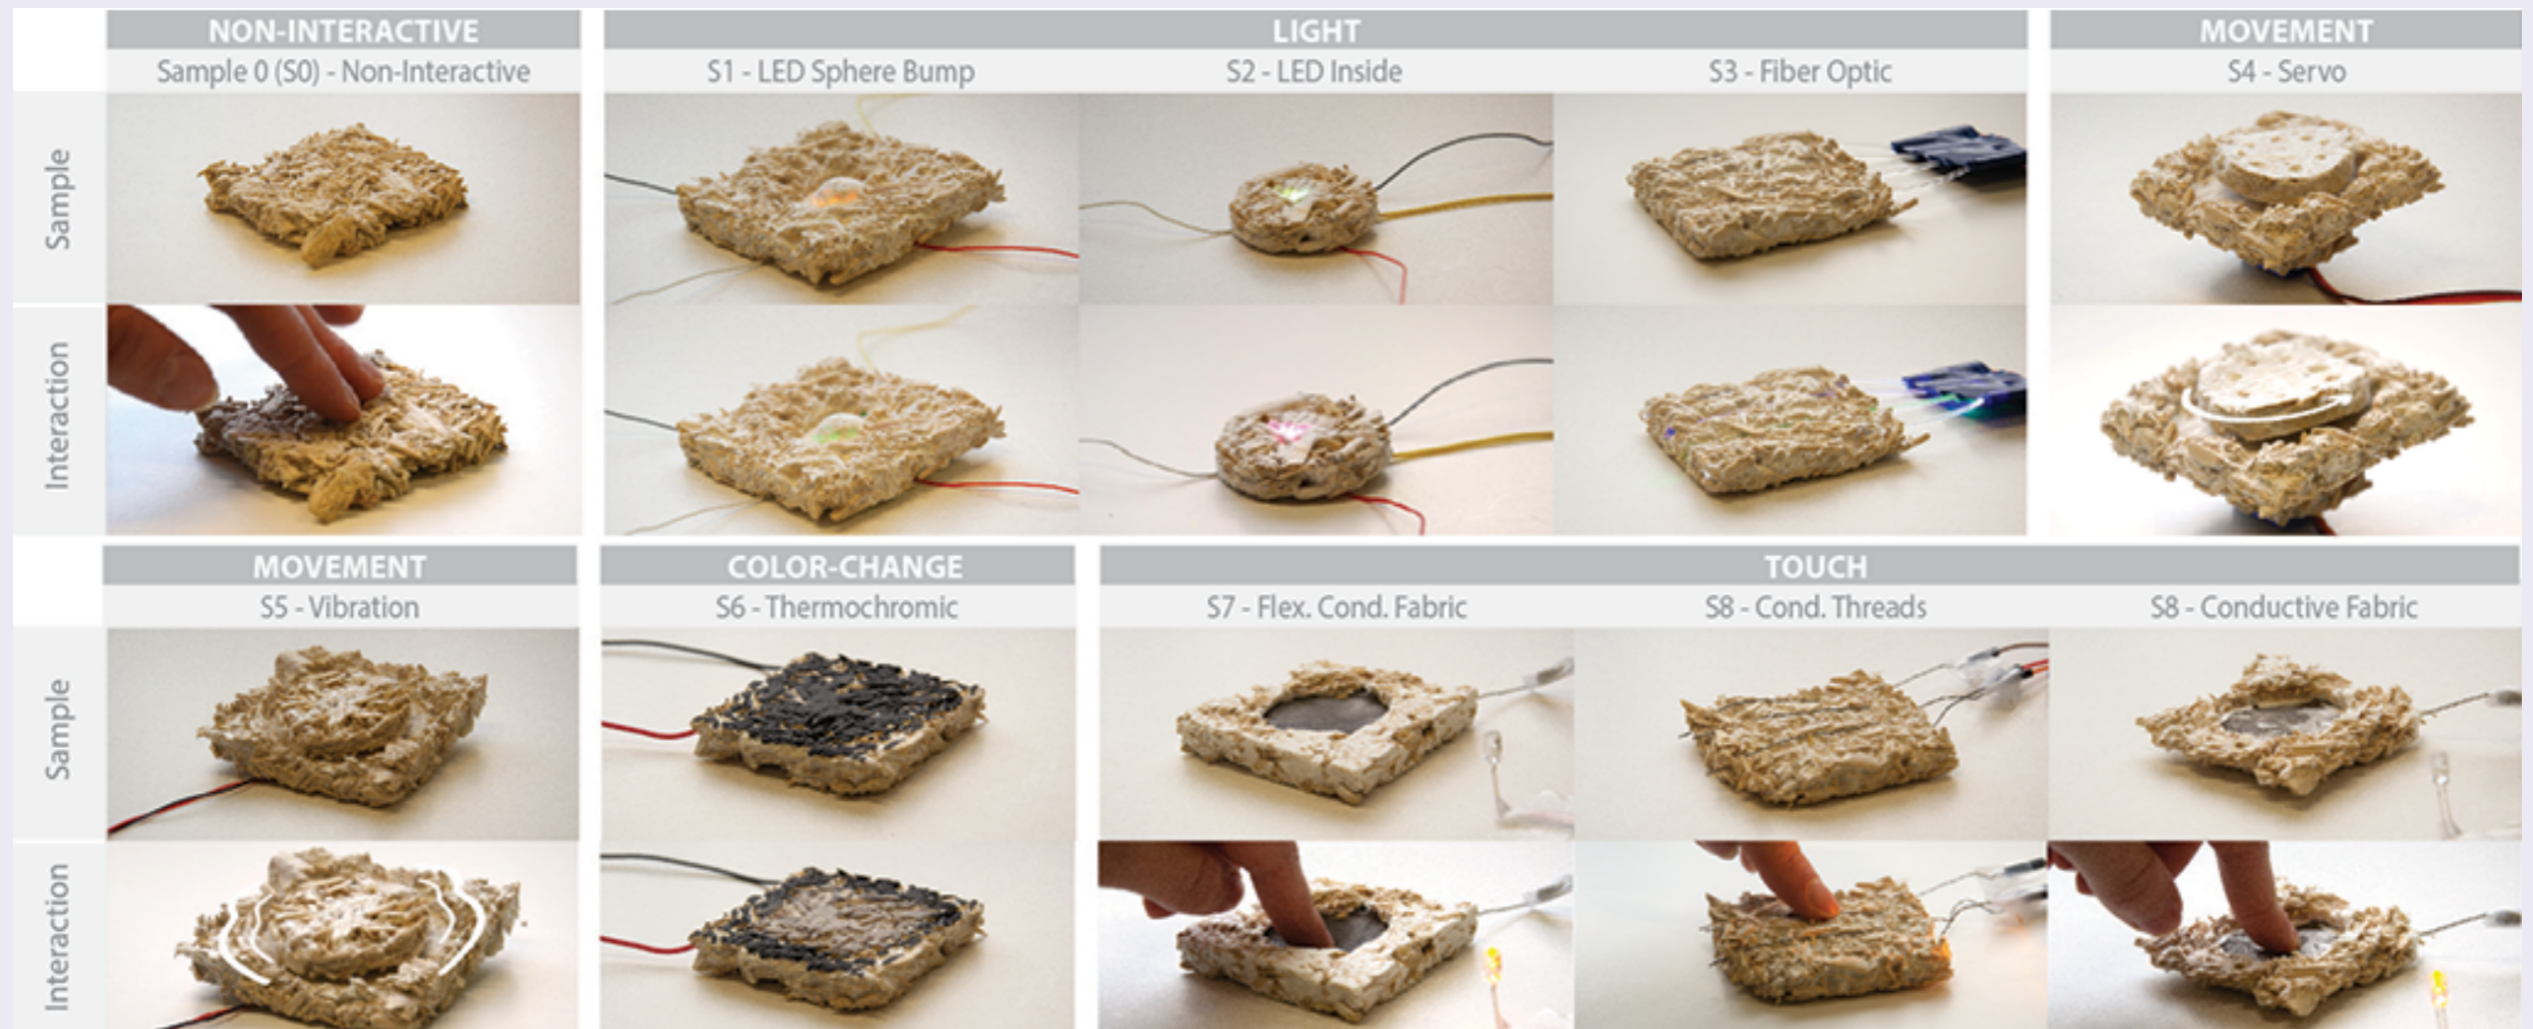 NON-INTERACTIVE
LIGHT
MOVEMENT
Sample 0 (S0) - Non-Interactive
S1 - LED Sphere Bump
S2 - LED Inside
S3 - Fiber Optic
S4 - Servo
Sample
Interaction
MOVEMENT
COLOR-CHANGE
TOUCH
S5 - Vibration
S6 - Thermochromic
S7 - Flex. Cond. Fabric
S8 - Cond. Threads
S8 - Conductive Fabric
Sample
Interaction